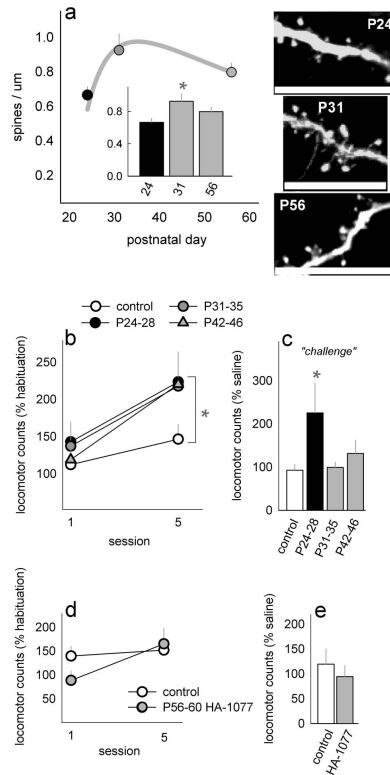 a
spines / um
1.0
0.8
0.6
0.4
0.2
20 30 40 50 60
postnatal day
0.8
0.4
0.0
*
24 31 56
P24
P31
P56
control P31-35
P24-28 P42-46
b
locomotor counts (% habituation)
250
200
150
100
*
1 5
session
c
"challenge"
locomotor counts (% saline)
300
200
100
0
*
control P24-28 P31-35 P42-46
d
locomotor counts (% habituation)
200
150
100
50
control
P56-60 HA-1077
1 5
session
e
locomotor counts (% saline)
200
150
100
50
0
control HA-1077